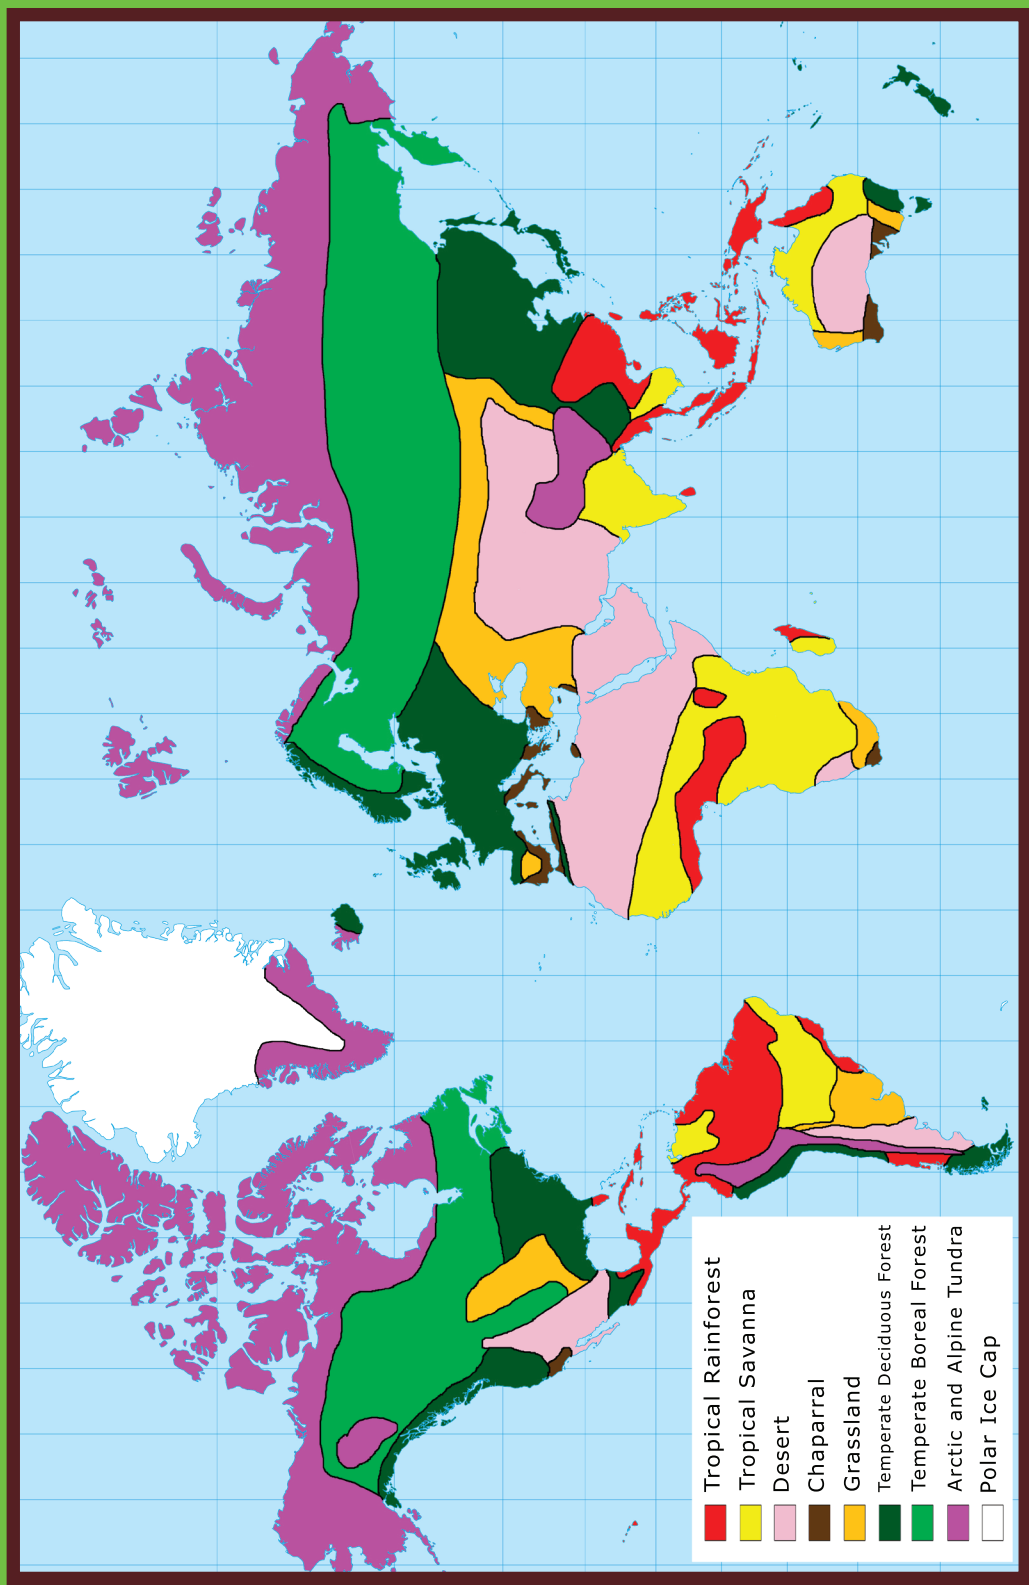 Tropical Rainforest
Tropical Savanna
Desert
Chaparral
Grassland
Temperate Deciduous Forest
Temperate Boreal Forest
Arctic and Alpine Tundra
Polar Ice Cap